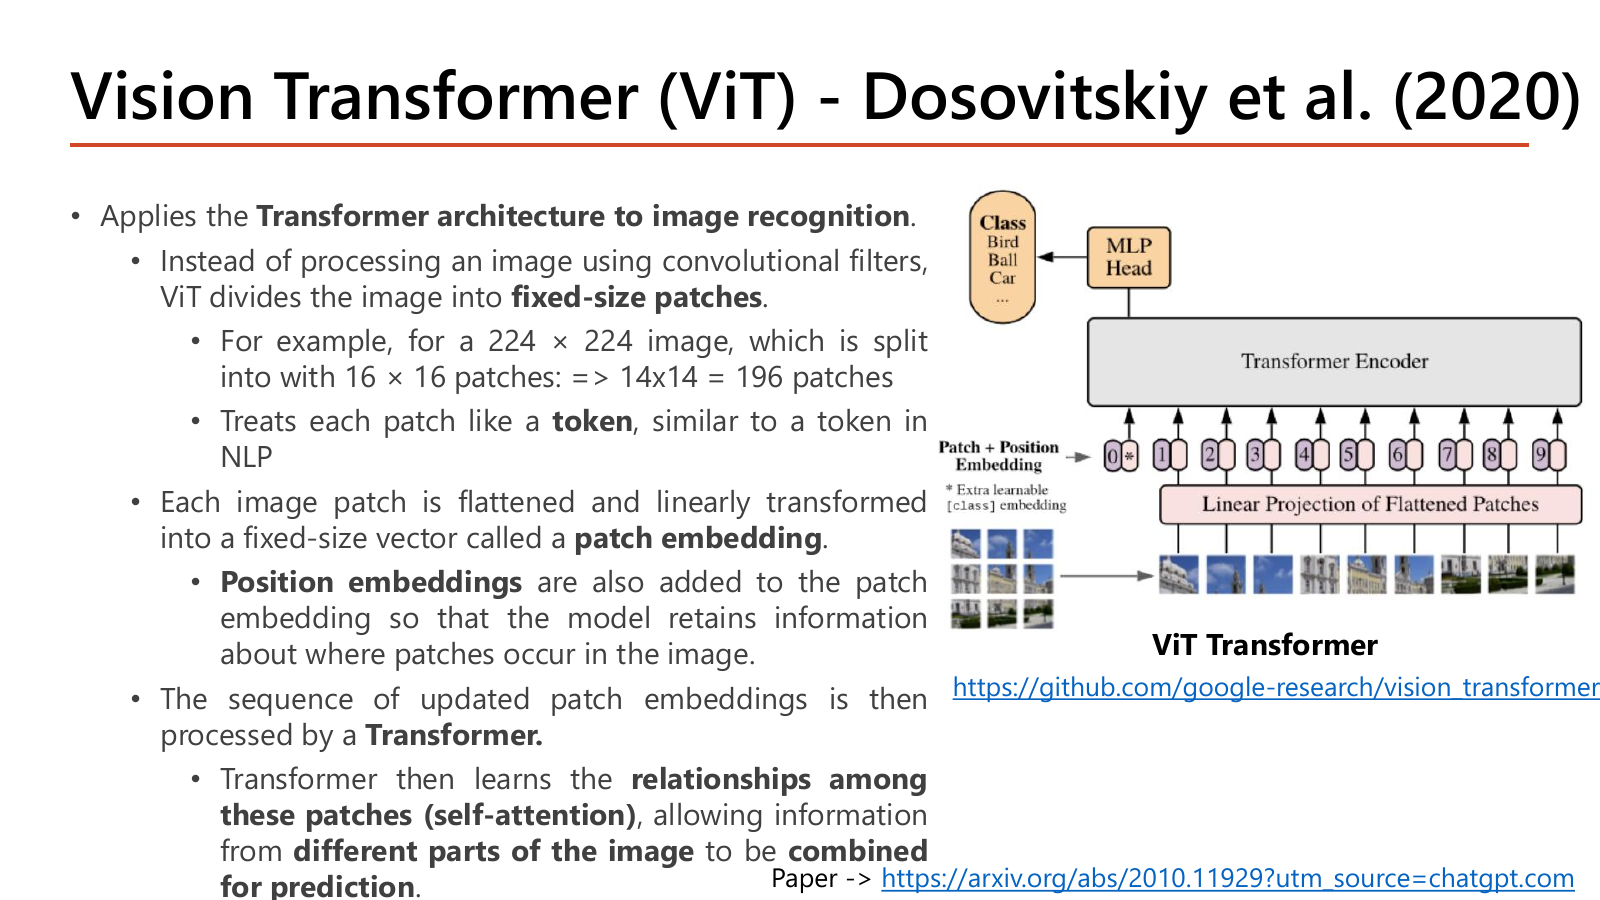 Vision Transformer (ViT) - Dosovitskiy et al. (2020)
• Applies the Transformer architecture to image recognition.
• Instead of processing an image using convolutional filters,
ViT divides the image into fixed-size patches.
• For example, for a 224 × 224 image, which is split
into with 16 × 16 patches: => 14x14 = 196 patches
• Treats each patch like a token, similar to a token in
NLP
• Each image patch is flattened and linearly transformed
into a fixed-size vector called a patch embedding.
• Position embeddings are also added to the patch
embedding so that the model retains information
about where patches occur in the image.
• The sequence of updated patch embeddings is then
processed by a Transformer.
• Transformer then learns the relationships among
these patches (self-attention), allowing information
from different parts of the image to be combined
for prediction.
Class
Bird
Ball
Car
...
MLP
Head
Transformer Encoder
Patch + Position
Embedding
0 * 1 2 3 4 5 6 7 8 9
* Extra learnable
[class] embedding
Linear Projection of Flattened Patches
ViT Transformer
https://github.com/google-research/vision_transformer
Paper -> https://arxiv.org/abs/2010.11929?utm_source=chatgpt.com